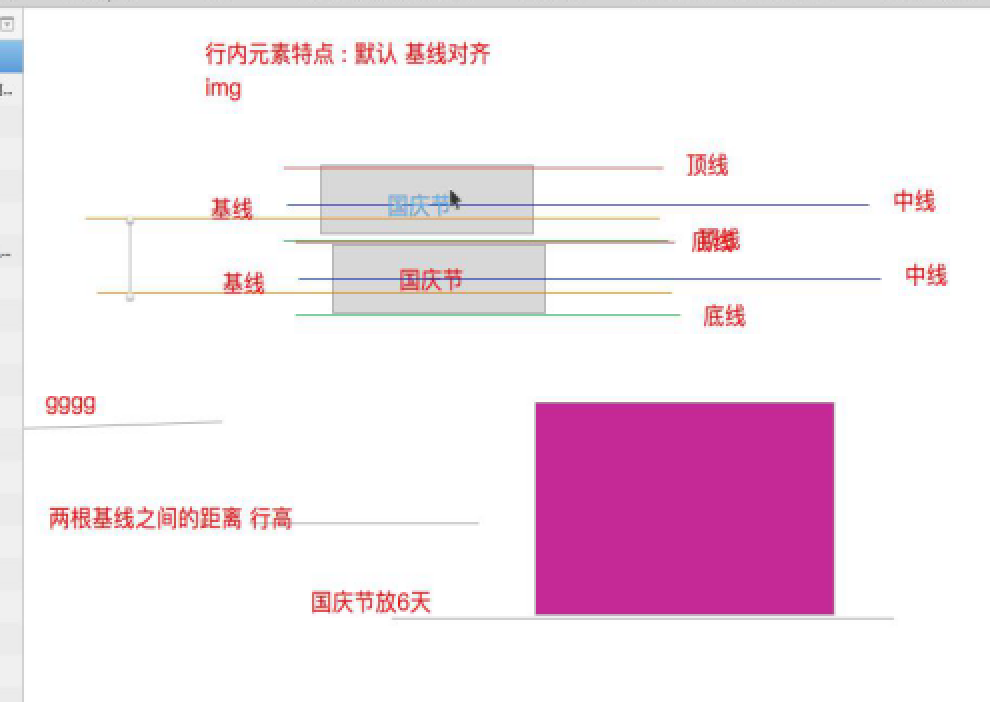 行内元素特点：默认 基线对齐
img
顶线
中线
基线
国庆节
底线
中线
基线
国庆节
底线
gggg
两根基线之间的距离 行高
国庆节放6天